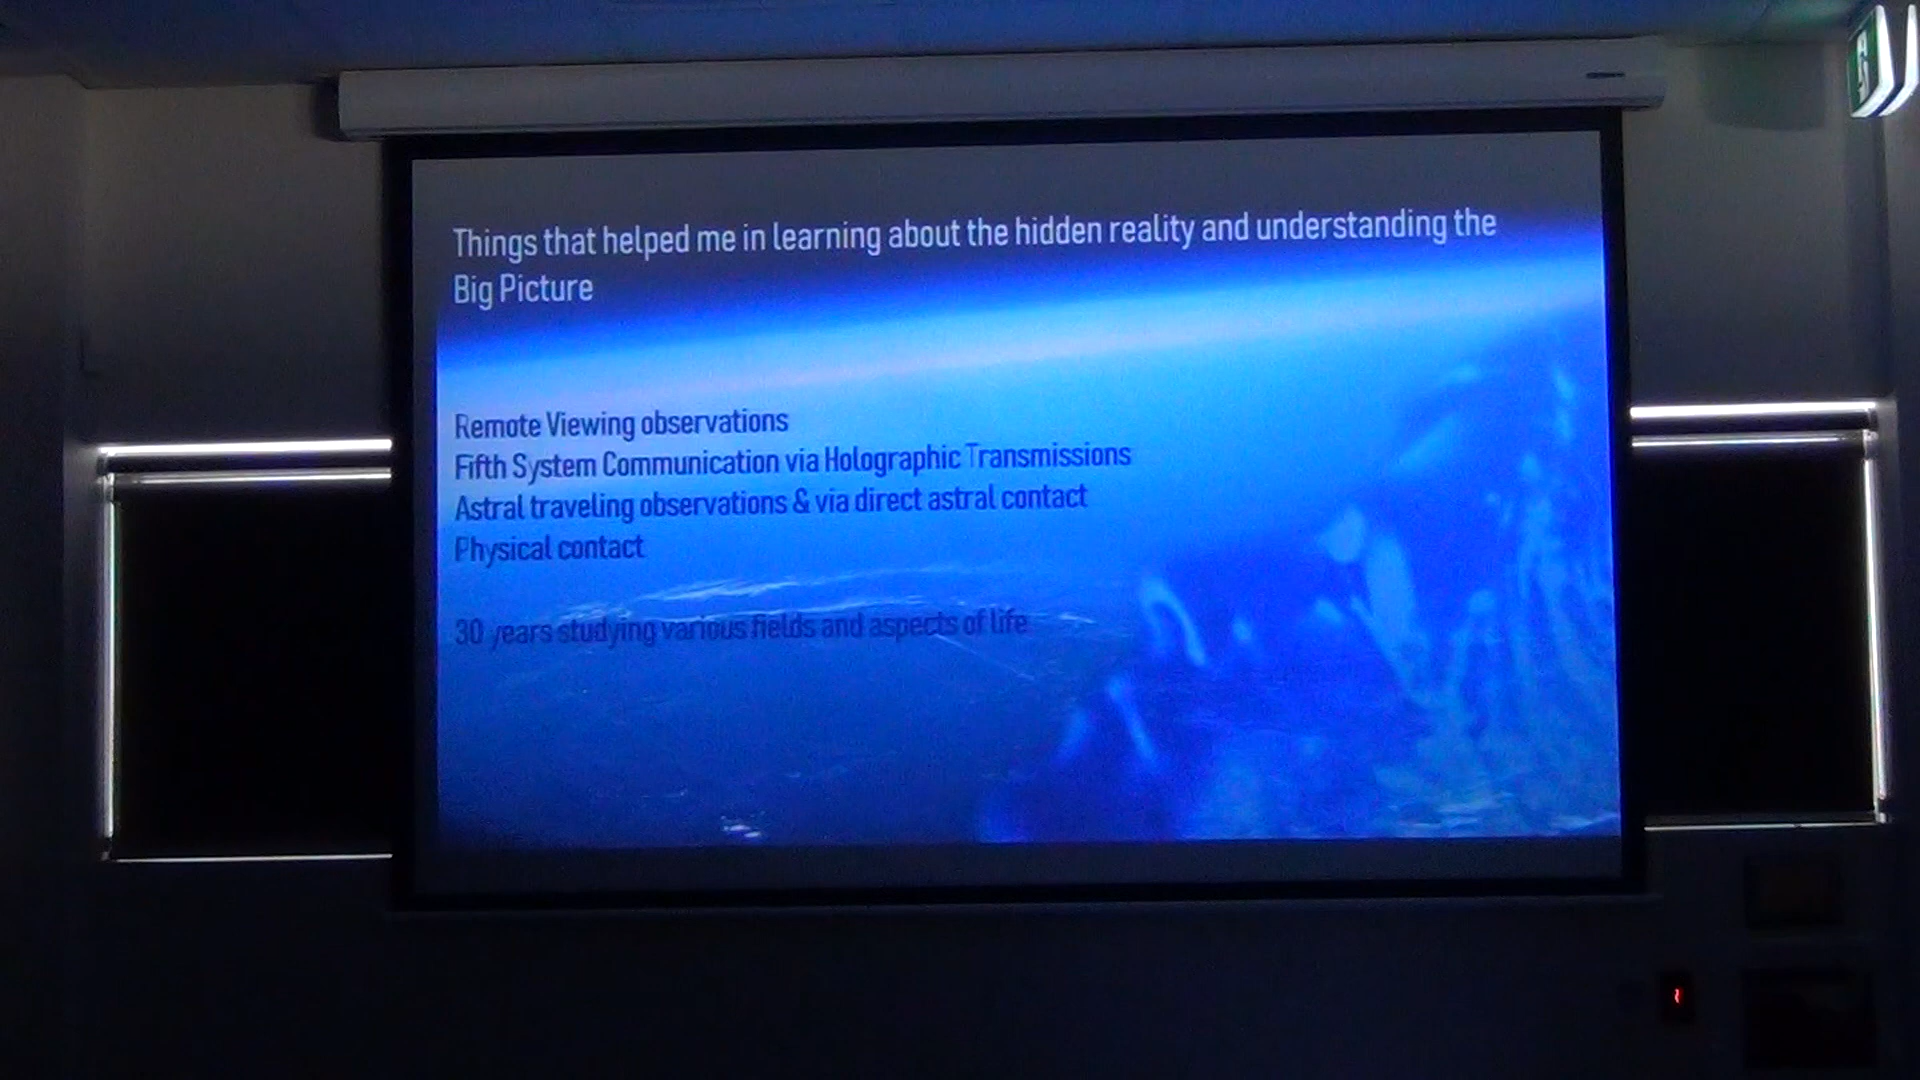 Things that helped me in learning about the hidden reality and understanding the
Big Picture
Remote Viewing observations
Fifth System Communication via Holographic Transmissions
Astral traveling observations & via direct astral contact
Physical contact
30 years studying various fields and aspects of life